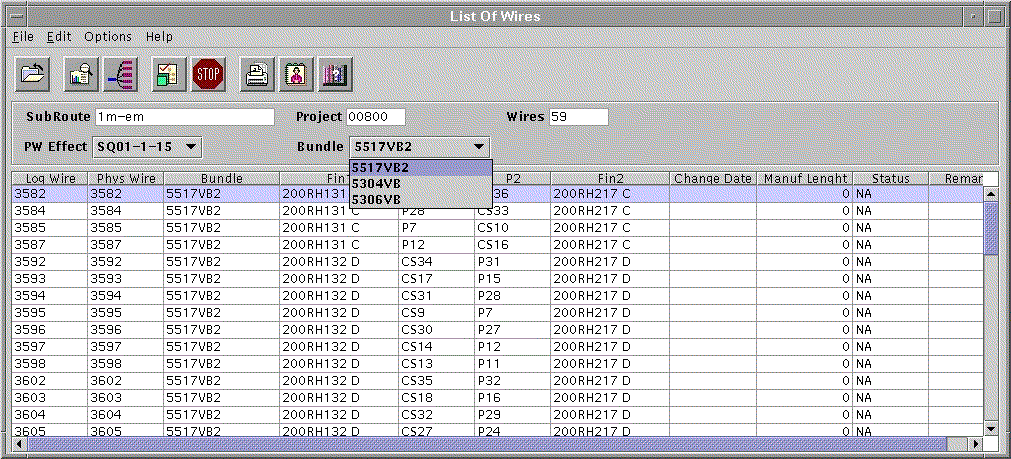 List Of Wires
File Edit Options Help
STOP
SubRoute 1m-em Project 00800 Wires 59
PW Effect SQ01-1-15 Bundle 5517VB2
5517VB2
5304VB
5306VB
Log Wire Phys Wire Bundle Fin1 P2 Fin2 Change Date Manuf Lenght Status Remar
3582 3582 5517VB2 200RH131 36 200RH217 C 0 NA
3584 3584 5517VB2 200RH131 C P28 CS33 200RH217 C 0 NA
3585 3585 5517VB2 200RH131 C P7 CS10 200RH217 C 0 NA
3587 3587 5517VB2 200RH131 C P12 CS16 200RH217 C 0 NA
3592 3592 5517VB2 200RH132 D CS34 P31 200RH217 D 0 NA
3593 3593 5517VB2 200RH132 D CS17 P15 200RH217 D 0 NA
3594 3594 5517VB2 200RH132 D CS31 P28 200RH217 D 0 NA
3595 3595 5517VB2 200RH132 D CS9 P7 200RH217 D 0 NA
3596 3596 5517VB2 200RH132 D CS30 P27 200RH217 D 0 NA
3597 3597 5517VB2 200RH132 D CS14 P12 200RH217 D 0 NA
3598 3598 5517VB2 200RH132 D CS13 P11 200RH217 D 0 NA
3602 3602 5517VB2 200RH132 D CS35 P32 200RH217 D 0 NA
3603 3603 5517VB2 200RH132 D CS18 P16 200RH217 D 0 NA
3604 3604 5517VB2 200RH132 D CS32 P29 200RH217 D 0 NA
3605 3605 5517VB2 200RH132 D CS27 P24 200RH217 D 0 NA